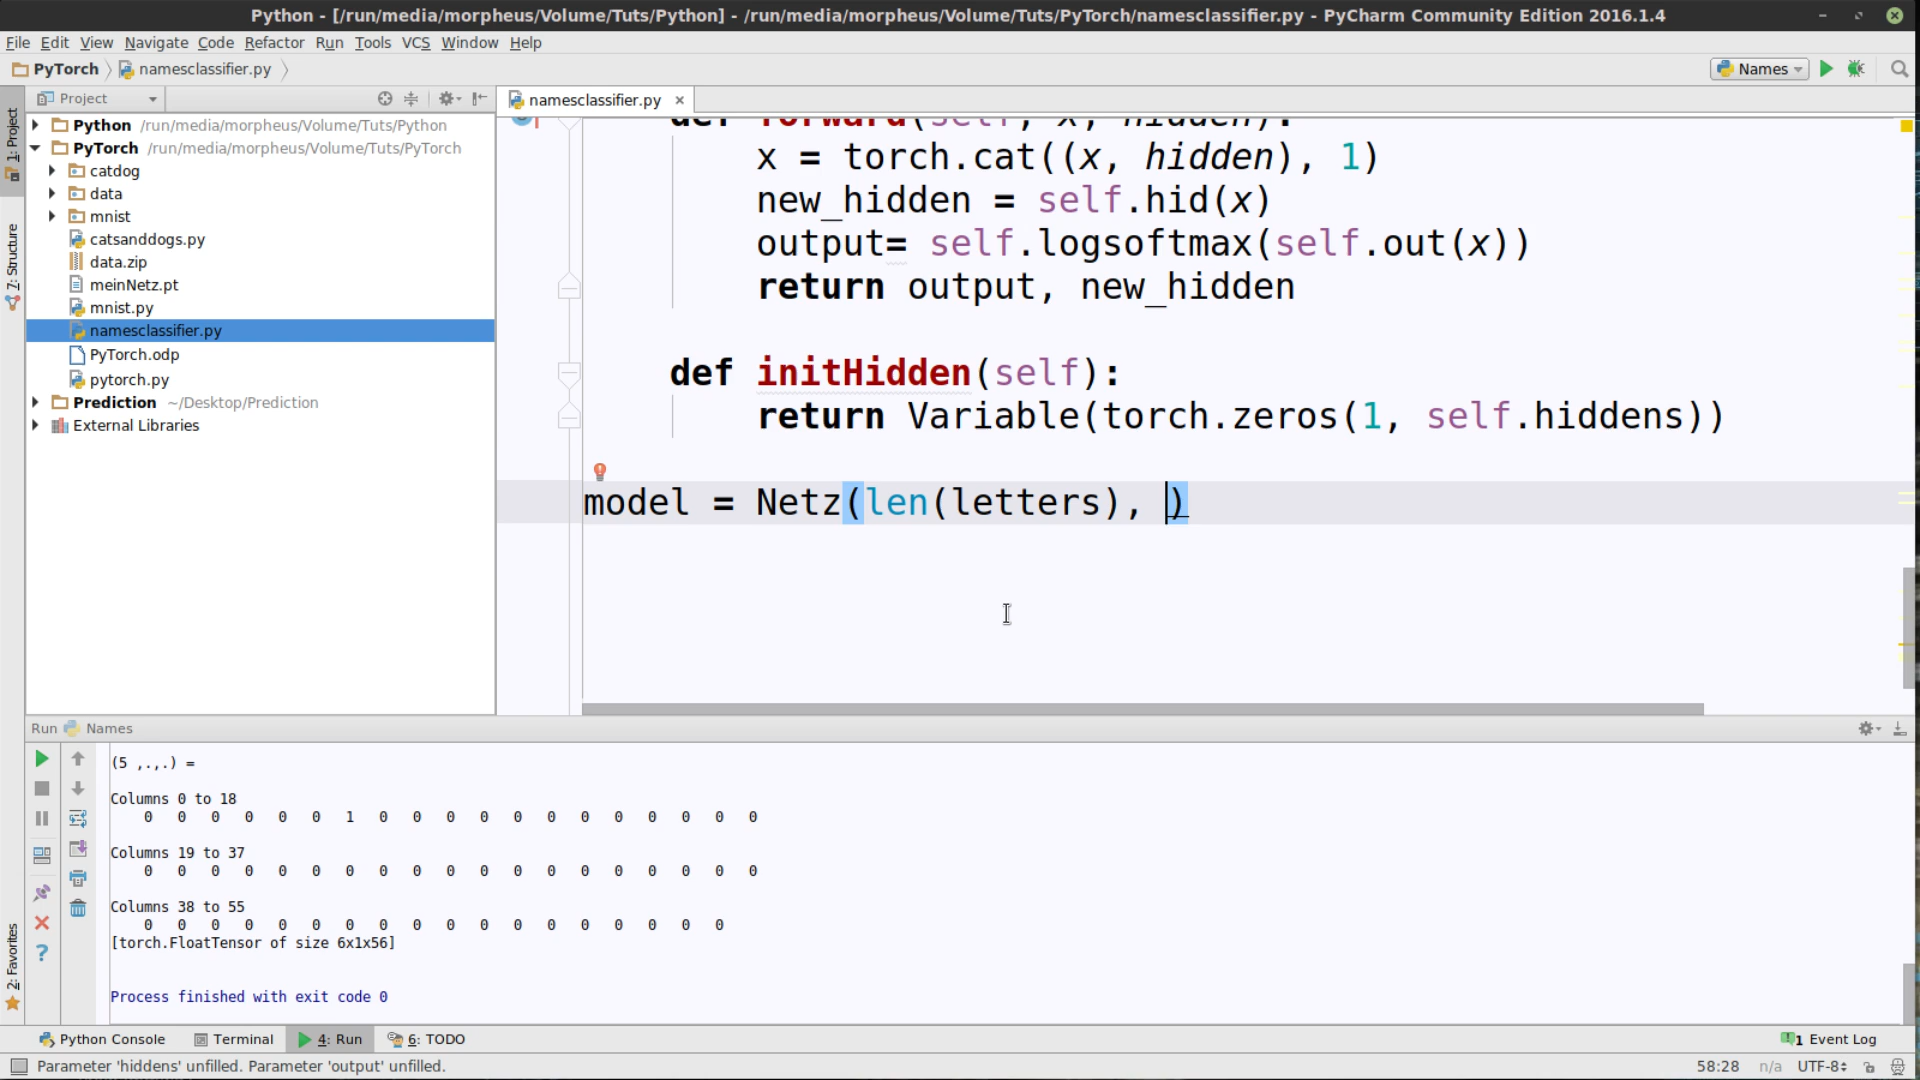 Python - [/run/media/morpheus/Volume/Tuts/Python] - /run/media/morpheus/Volume/Tuts/PyTorch/namesclassifier.py - PyCharm Community Edition 2016.1.4
File Edit View Navigate Code Refactor Run Tools VCS Window Help
PyTorch namesclassifier.py
Names
1: Project
7: Structure
2: Favorites
Project
Python /run/media/morpheus/Volume/Tuts/Python
PyTorch /run/media/morpheus/Volume/Tuts/PyTorch
catdog
data
mnist
catsanddogs.py
data.zip
meinNetz.pt
mnist.py
namesclassifier.py
PyTorch.odp
pytorch.py
Prediction ~/Desktop/Prediction
External Libraries
namesclassifier.py
def forward(self, x, hidden):
x = torch.cat((x, hidden), 1)
new_hidden = self.hid(x)
output= self.logsoftmax(self.out(x))
return output, new_hidden
def initHidden(self):
return Variable(torch.zeros(1, self.hiddens))
model = Netz(len(letters), )
Run Names
(5 ,.,.) =
Columns 0 to 18
0 0 0 0 0 0 1 0 0 0 0 0 0 0 0 0 0 0 0
Columns 19 to 37
0 0 0 0 0 0 0 0 0 0 0 0 0 0 0 0 0 0 0
Columns 38 to 55
0 0 0 0 0 0 0 0 0 0 0 0 0 0 0 0 0 0
[torch.FloatTensor of size 6x1x56]
Process finished with exit code 0
Python Console Terminal 4: Run 6: TODO 1 Event Log
Parameter 'hiddens' unfilled. Parameter 'output' unfilled. 58:28 n/a UTF-8